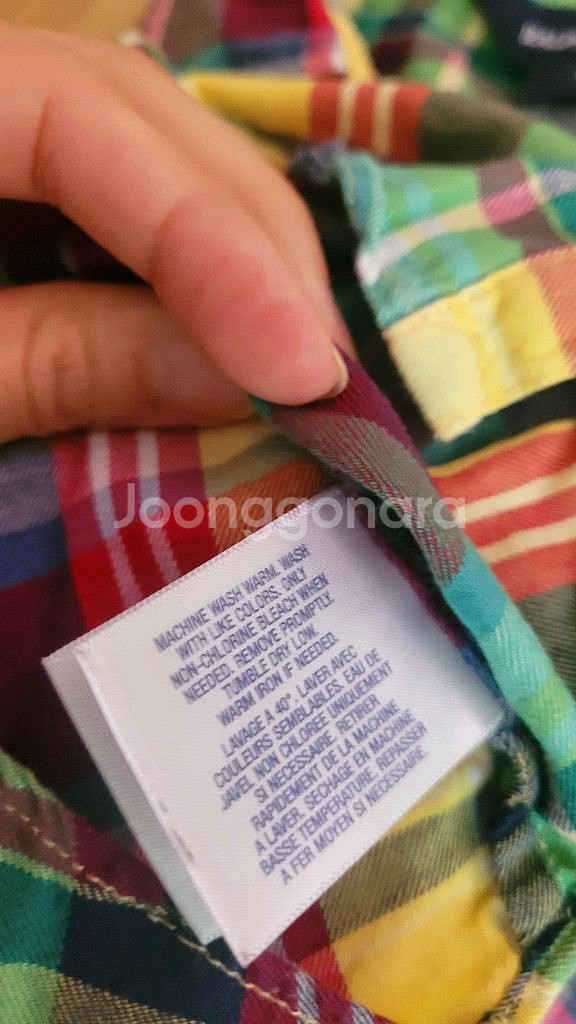 Joonggonara
MACHINE WASH WARM. WASH
WITH LIKE COLORS. ONLY
NON-CHLORINE BLEACH WHEN
NEEDED. REMOVE PROMPTLY.
TUMBLE DRY LOW.
WARM IRON IF NEEDED.
LAVAGE A 40° LAVER AVEC
COULEURS SEMBLABLES. EAU DE
JAVEL NON CHLOREE UNIQUEMENT
SI NECESSAIRE. RETIRER
RAPIDEMENT DE LA MACHINE
A LAVER. SECHAGE EN MACHINE
BASSE TEMPERATURE. REPASSER
A FER MOYEN SI NECESSAIRE